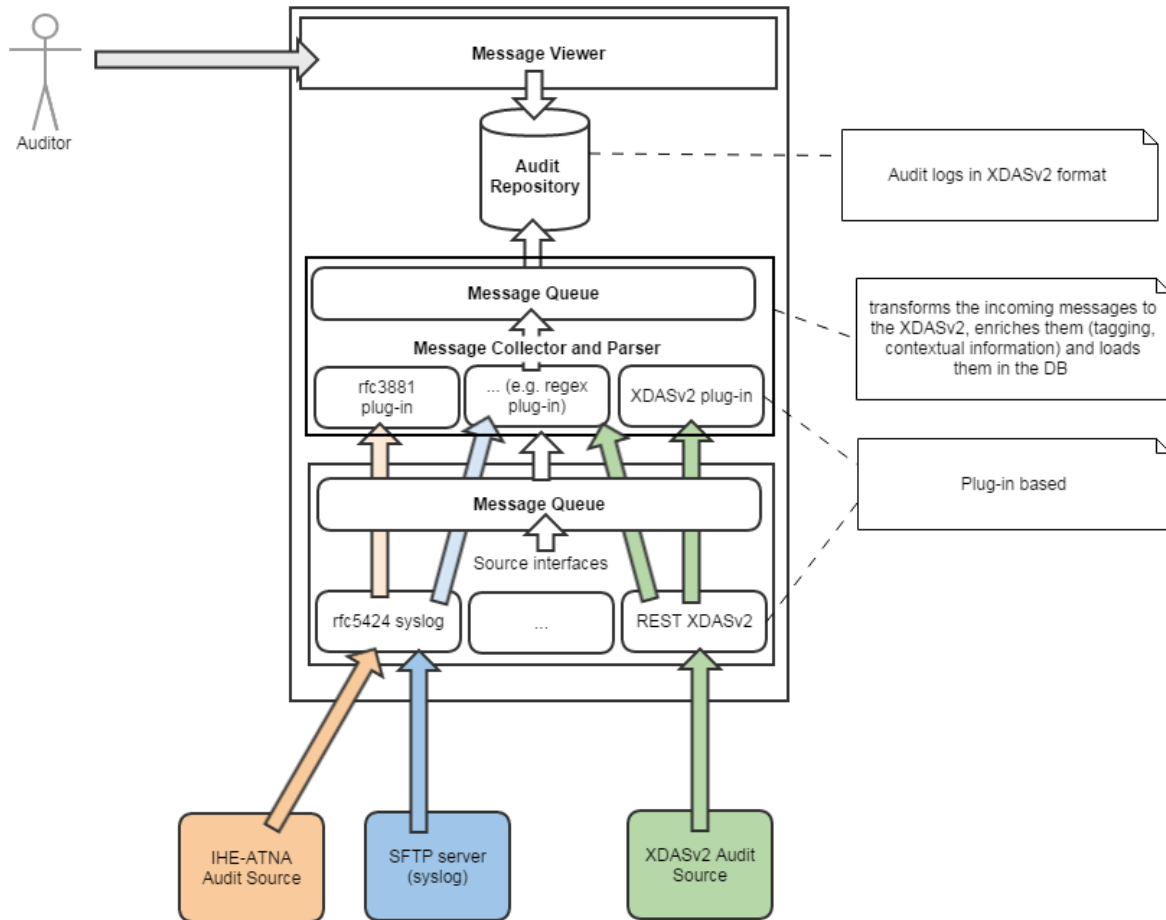 Message Viewer
Auditor
Audit
Repository
Audit logs in XDASv2 format
Message Queue
transforms the incoming messages to
the XDASv2, enriches them (tagging,
contextual information) and loads
them in the DB
Message Collector and Parser
rfc3881
plug-in
... (e.g. regex
plug-in)
XDASv2 plug-in
Plug-in based
Message Queue
Source interfaces
rfc5424 syslog
...
REST XDASv2
IHE-ATNA
Audit Source
SFTP server
(syslog)
XDASv2 Audit
Source